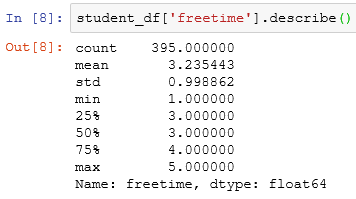 In [8]: student_df['freetime'].describe()
Out[8]: count    395.000000
mean       3.235443
std        0.998862
min        1.000000
25%        3.000000
50%        3.000000
75%        4.000000
max        5.000000
Name: freetime, dtype: float64